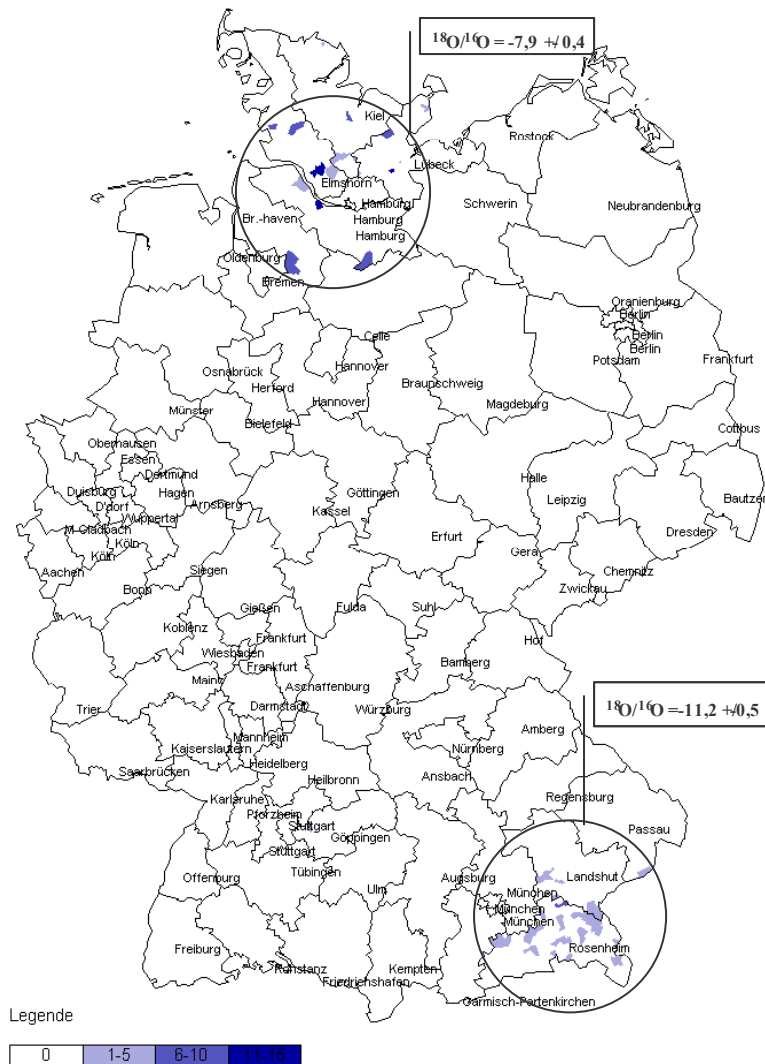 ¹⁸O/¹⁶O = -7,9 +/0,4
Kiel
Rostock
Lübeck
Elmshorn
Schwerin
Hamburg
Neubrandenburg
Br.-haven
Hamburg
Hamburg
Oldenburg
Bremen
Oranienburg
Berlin
Celle
Berlin
Berlin
Hannover
Potsdam
Frankfurt
Osnabrück
Herford
Braunschweig
Hannover
Magdeburg
Münster
Bielefeld
Cottbus
Oberhausen
Essen
Dortmund
Halle
Duisburg
Hagen
Göttingen
Leipzig
Bautzen
D'dorf
Arnsberg
Kassel
Wuppertal
M-Gladbach
Erfurt
Dresden
Köln
Gera
Köln
Aachen
Siegen
Chemnitz
Bonn
Zwickau
Gießen
Fulda
Suhl
Koblenz
Frankfurt
Hof
Wiesbaden
Frankfurt
Bamberg
Mainz
Aschaffenburg
¹⁸O/¹⁶O =-11,2 +/0,5
Trier
Darmstadt
Würzburg
Amberg
Mannheim
Kaiserslautern
Nürnberg
Heidelberg
Saarbrücken
Heilbronn
Ansbach
Karlsruhe
Regensburg
Pforzheim
Stuttgart
Passau
Göppingen
Stuttgart
Tübingen
Offenburg
Augsburg
Landshut
Ulm
München
München
München
Freiburg
Rosenheim
Konstanz
Kempten
Friedrichshafen
Garmisch-Partenkirchen
Legende
0 1-5 6-10 11-15